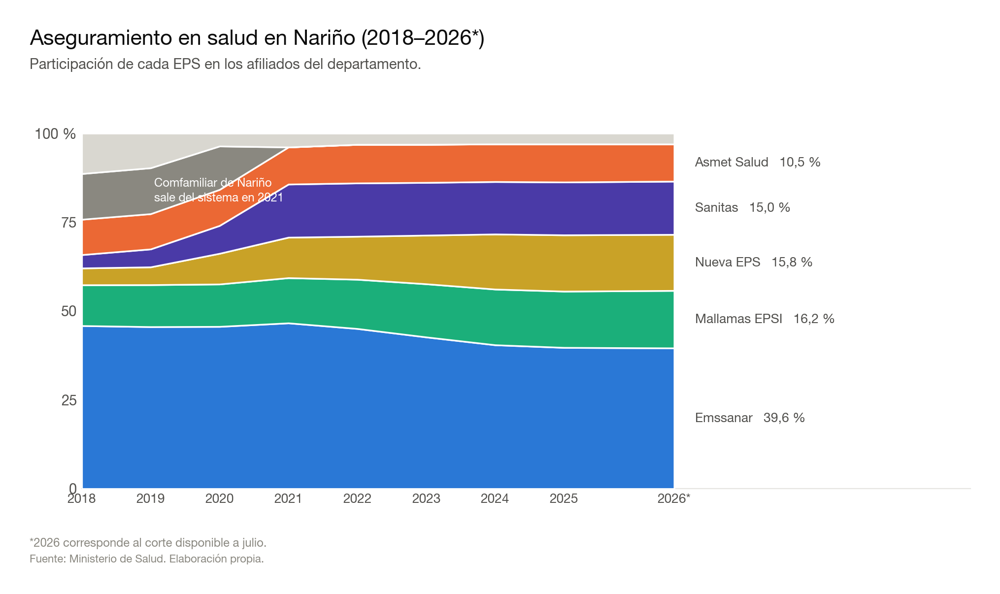 Aseguramiento en salud en Nariño (2018–2026*)
Participación de cada EPS en los afiliados del departamento.
100 %
75
50
25
0
Comfamiliar de Nariño
sale del sistema en 2021
Asmet Salud 10,5 %
Sanitas 15,0 %
Nueva EPS 15,8 %
Mallamas EPSI 16,2 %
Emssanar 39,6 %
2018 2019 2020 2021 2022 2023 2024 2025 2026*
*2026 corresponde al corte disponible a julio.
Fuente: Ministerio de Salud. Elaboración propia.